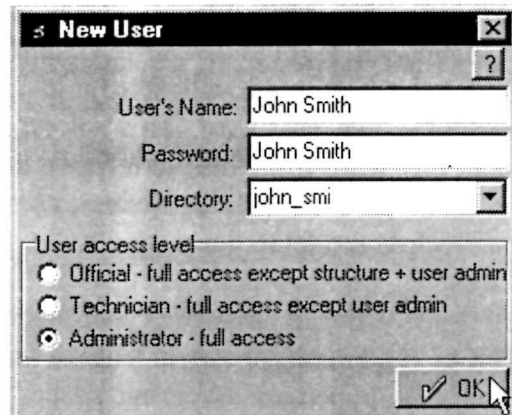 New User
?
User's Name: John Smith
Password: John Smith
Directory: john_smi
User access level
Official - full access except structure + user admin
Technician - full access except user admin
Administrator - full access
OK